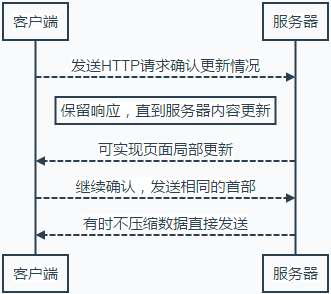 客户端
服务器
发送HTTP请求确认更新情况
保留响应，直到服务器内容更新
可实现页面局部更新
继续确认，发送相同的首部
有时不压缩数据直接发送
客户端
服务器